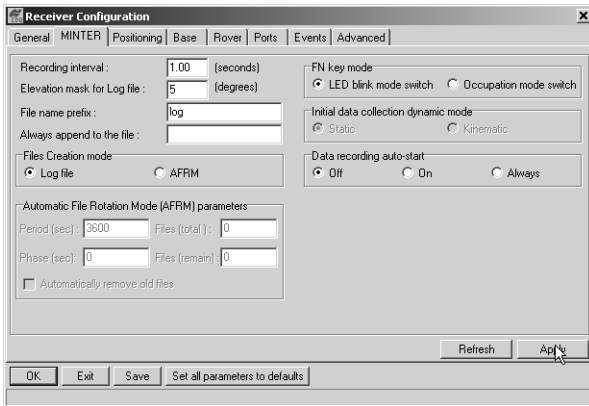 Receiver Configuration
General MINTER Positioning Base Rover Ports Events Advanced
Recording interval : 1.00 (seconds)
Elevation mask for Log file : 5 (degrees)
File name prefix : log
Always append to the file :
Files Creation mode
Log file AFRM
Automatic File Rotation Mode (AFRM) parameters
Period (sec) : 3600 Files (total ) : 0
Phase (sec): 0 Files (remain) : 0
Automatically remove old files
FN key mode
LED blink mode switch Occupation mode switch
Initial data collection dynamic mode
Static Kinematic
Data recording auto-start
Off On Always
Refresh Apply
OK Exit Save Set all parameters to defaults